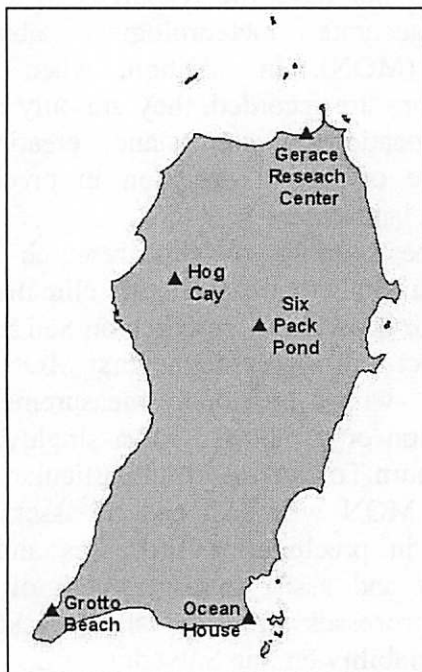 Gerace
Reseach
Center
Hog
Cay
Six
Pack
Pond
Grotto
Beach
Ocean
House